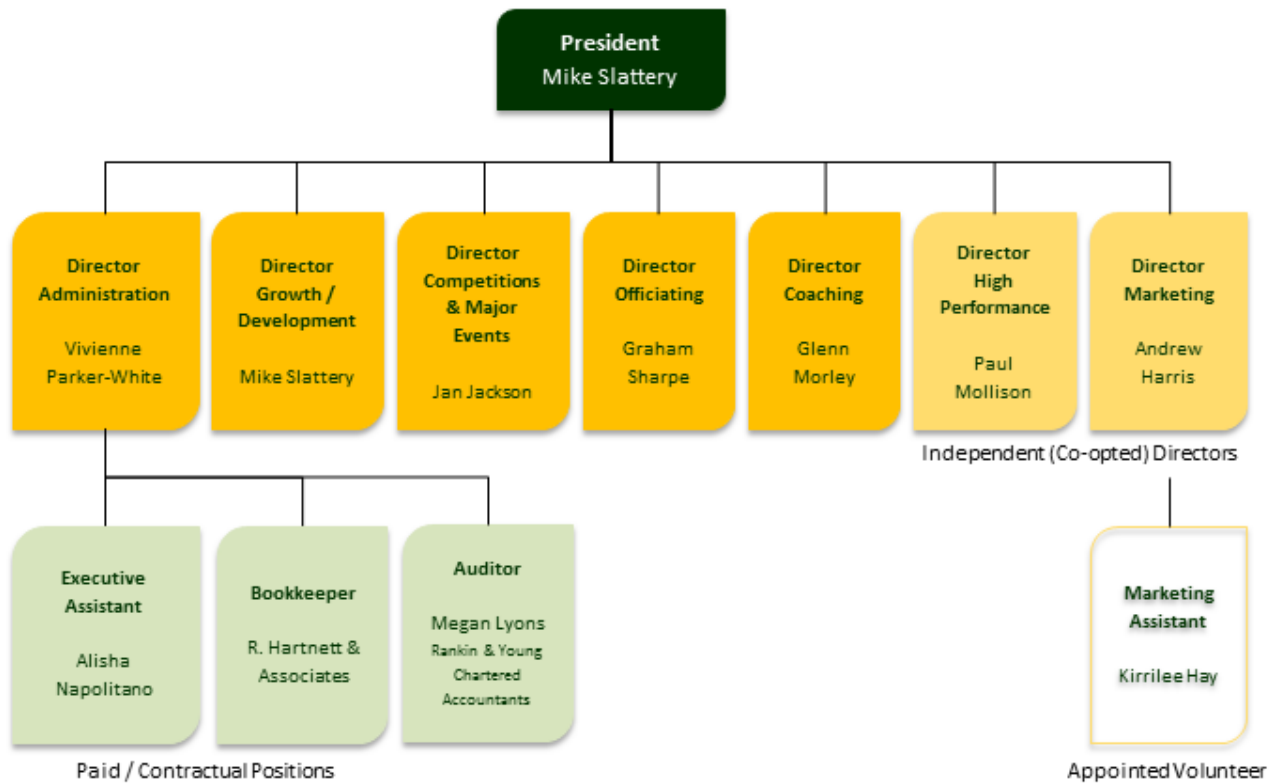 President
Mike Slattery
Director
Administration
Vivienne
Parker-White
Director
Growth /
Development
Mike Slattery
Director
Competitions
& Major
Events
Jan Jackson
Director
Officiating
Graham
Sharpe
Director
Coaching
Glenn
Morley
Director
High
Performance
Paul
Mollison
Director
Marketing
Andrew
Harris
Independent (Co-opted) Directors
Executive
Assistant
Alisha
Napolitano
Bookkeeper
R. Hartnett &
Associates
Auditor
Megan Lyons
Rankin & Young
Chartered
Accountants
Marketing
Assistant
Kirrilee Hay
Paid / Contractual Positions
Appointed Volunteer